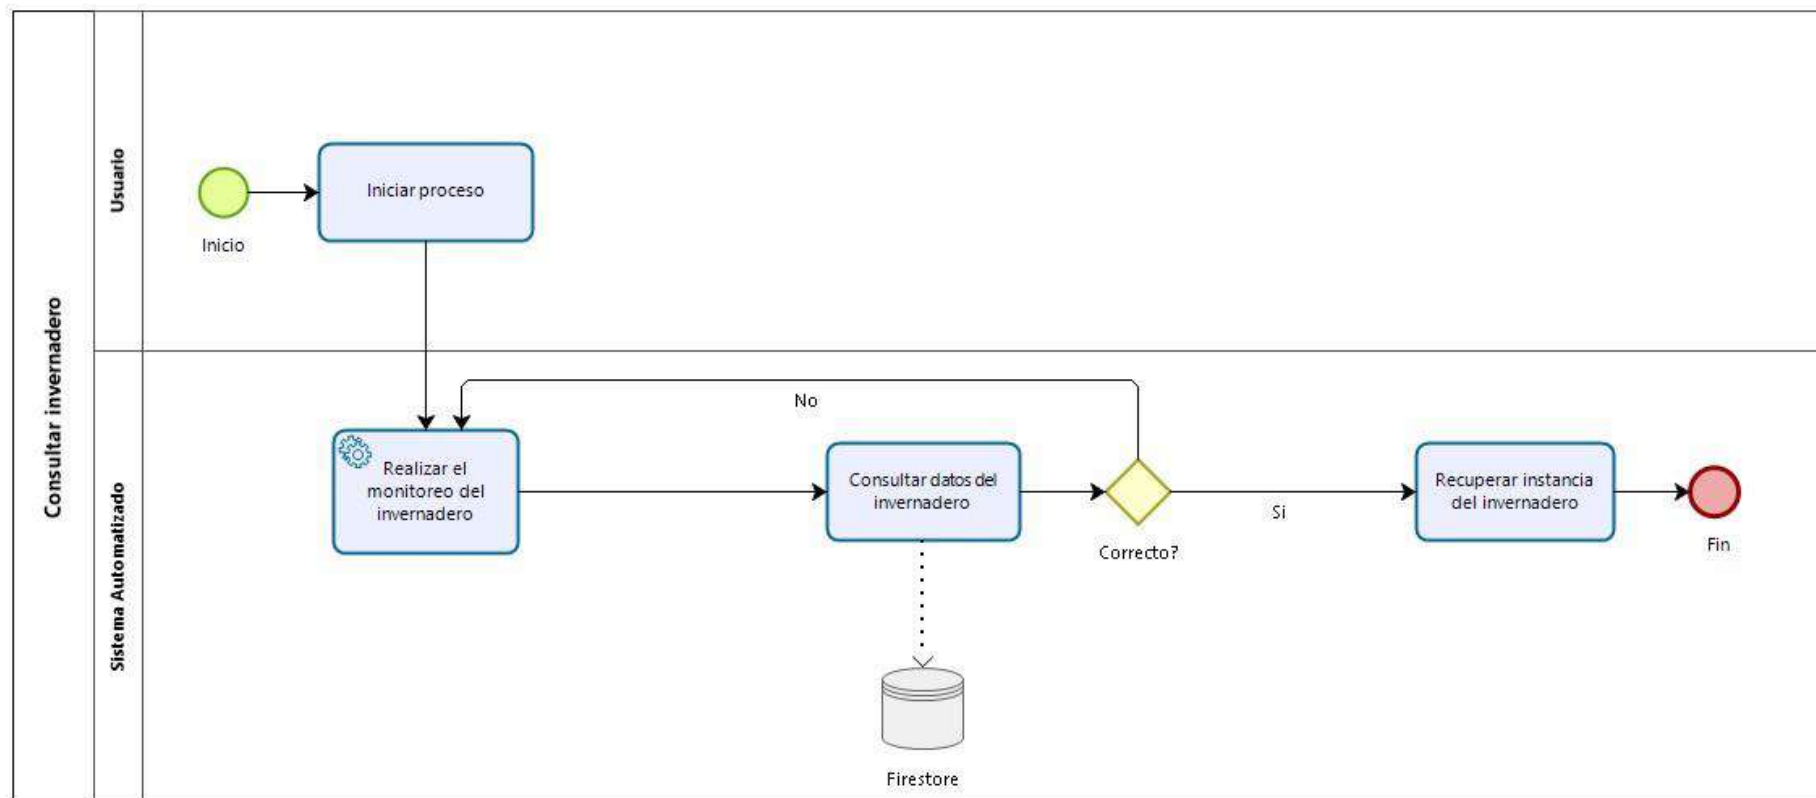 Consultar invernadero
Usuario
Inicio
Iniciar proceso
Sistema Automatizado
No
Realizar el
monitoreo del
invernadero
Consultar datos del
invernadero
Correcto?
Si
Recuperar instancia
del invernadero
Fin
Firestore